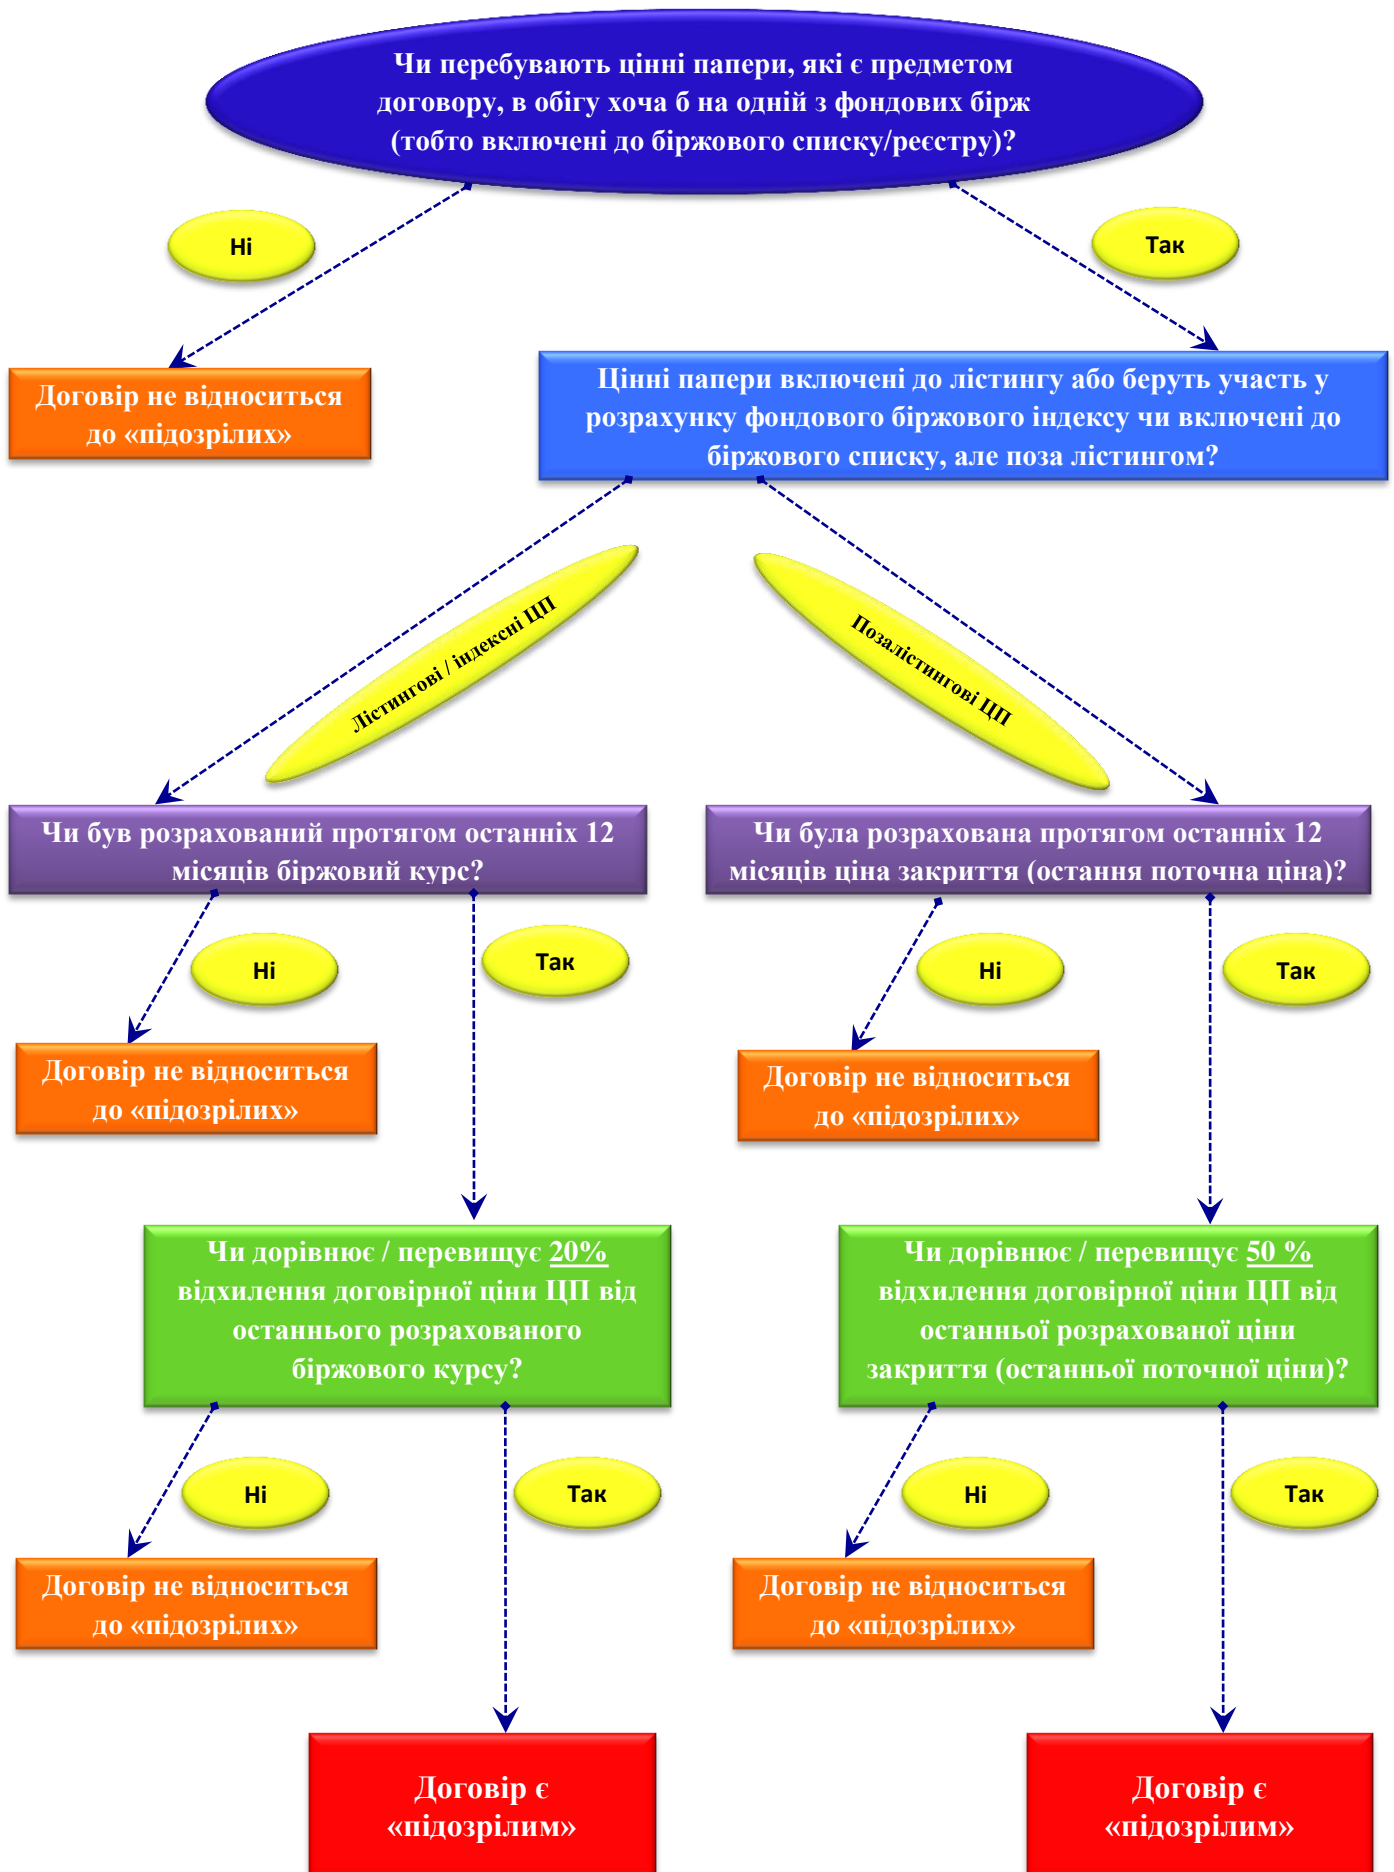 Чи перебувають цінні папери, які є предметом
договору, в обігу хоча б на одній з фондових бірж
(тобто включені до біржового списку/реєстру)?
Ні
Так
Договір не відноситься
до «підозрілих»
Цінні папери включені до лістингу або беруть участь у
розрахунку фондового біржового індексу чи включені до
біржового списку, але поза лістингом?
Лістингові / індексні ЦП
Позалістингові ЦП
Чи був розрахований протягом останніх 12
місяців біржовий курс?
Чи була розрахована протягом останніх 12
місяців ціна закриття (остання поточна ціна)?
Ні
Так
Ні
Так
Договір не відноситься
до «підозрілих»
Договір не відноситься
до «підозрілих»
Чи дорівнює / перевищує 20%
відхилення договірної ціни ЦП від
останнього розрахованого
біржового курсу?
Чи дорівнює / перевищує 50 %
відхилення договірної ціни ЦП від
останньої розрахованої ціни
закриття (останньої поточної ціни)?
Ні
Так
Ні
Так
Договір не відноситься
до «підозрілих»
Договір не відноситься
до «підозрілих»
Договір є
«підозрілим»
Договір є
«підозрілим»